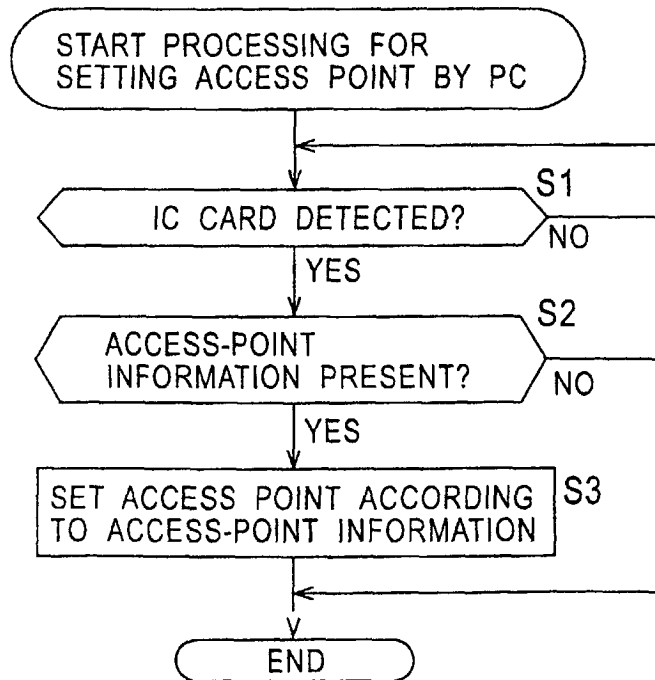 START PROCESSING FOR
SETTING ACCESS POINT BY PC
S1
IC CARD DETECTED?
NO
YES
S2
ACCESS-POINT
INFORMATION PRESENT?
NO
YES
SET ACCESS POINT ACCORDING
TO ACCESS-POINT INFORMATION
S3
END